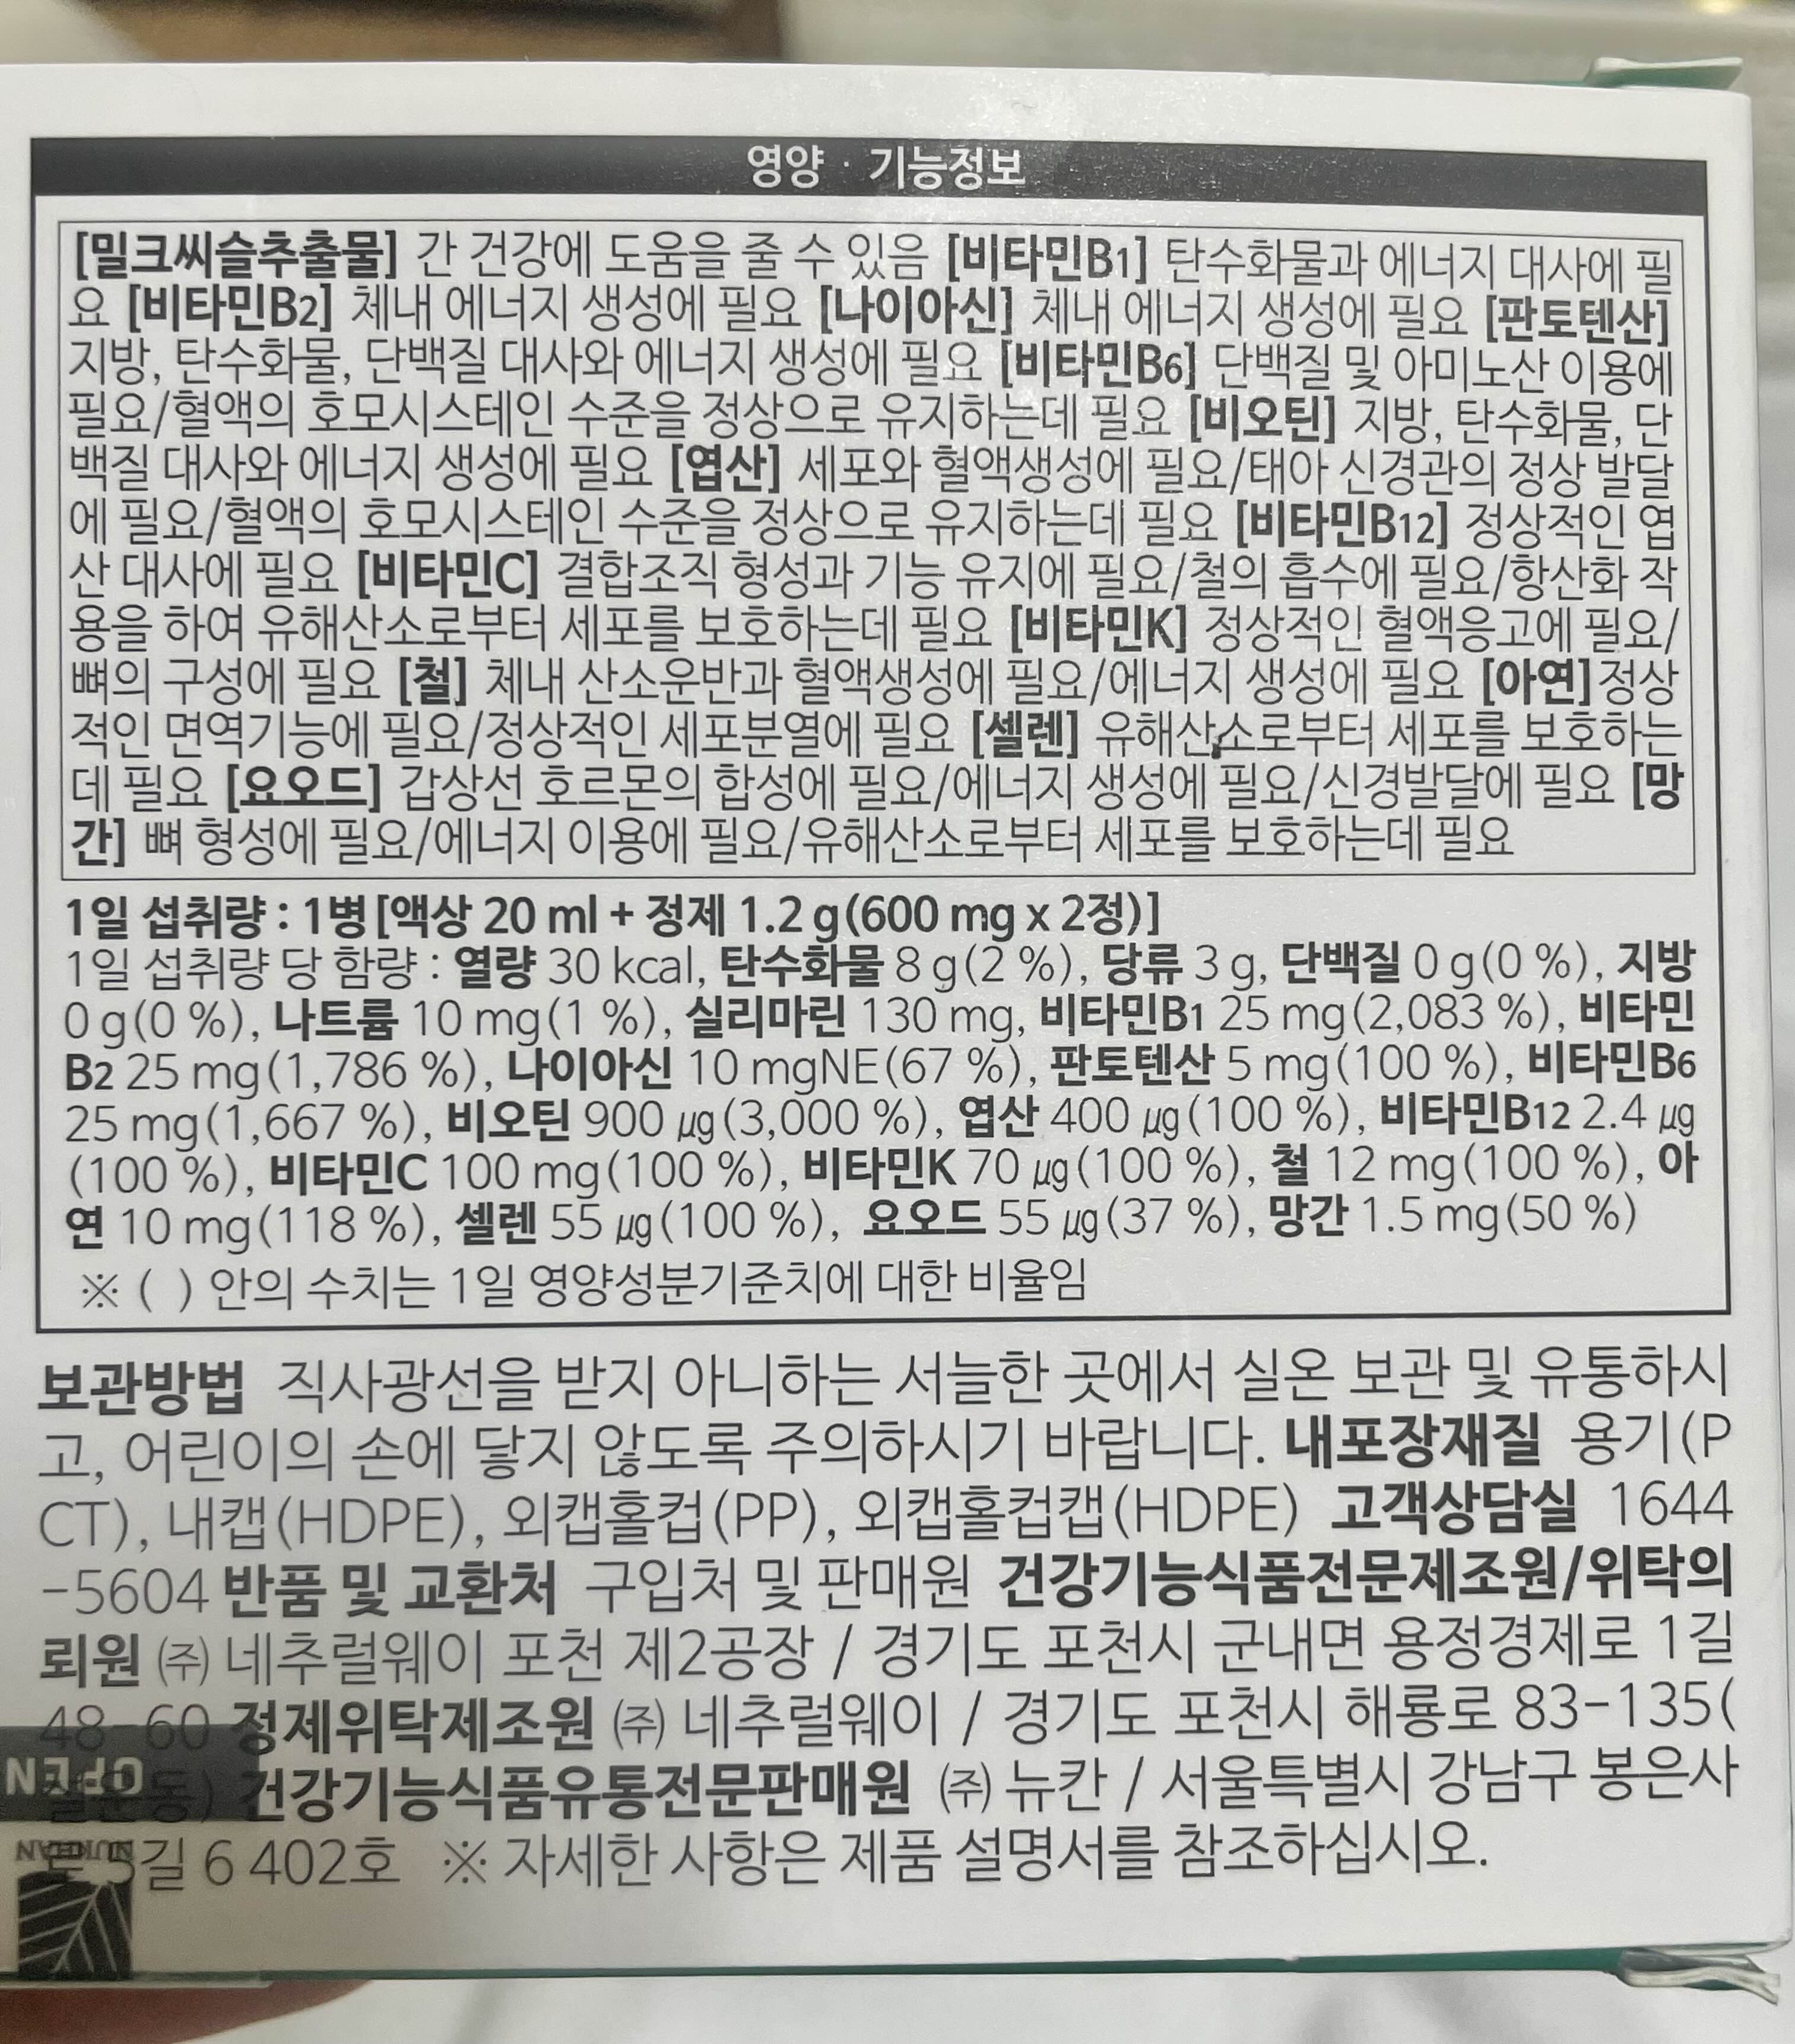 영양 · 기능정보
[밀크씨슬추출물] 간 건강에 도움을 줄 수 있음 [비타민B1] 탄수화물과 에너지 대사에 필
요 [비타민B2] 체내 에너지 생성에 필요 [나이아신] 체내 에너지 생성에 필요 [판토텐산]
지방, 탄수화물, 단백질 대사와 에너지 생성에 필요 [비타민B6] 단백질 및 아미노산 이용에
필요/혈액의 호모시스테인 수준을 정상으로 유지하는데 필요 [비오틴] 지방, 탄수화물, 단
백질 대사와 에너지 생성에 필요 [엽산] 세포와 혈액생성에 필요/태아 신경관의 정상 발달
에 필요/혈액의 호모시스테인 수준을 정상으로 유지하는데 필요 [비타민B12] 정상적인 엽
산 대사에 필요 [비타민C] 결합조직 형성과 기능 유지에 필요/철의 흡수에 필요/항산화 작
용을 하여 유해산소로부터 세포를 보호하는데 필요 [비타민K] 정상적인 혈액응고에 필요/
뼈의 구성에 필요 [철] 체내 산소운반과 혈액생성에 필요/에너지 생성에 필요 [아연] 정상
적인 면역기능에 필요/정상적인 세포분열에 필요 [셀렌] 유해산소로부터 세포를 보호하는
데 필요 [요오드] 갑상선 호르몬의 합성에 필요/에너지 생성에 필요/신경발달에 필요 [망
간] 뼈 형성에 필요/에너지 이용에 필요/유해산소로부터 세포를 보호하는데 필요
1일 섭취량 : 1병 [액상 20 ml + 정제 1.2 g(600 mg x 2정)]
1일 섭취량 당 함량 : 열량 30 kcal, 탄수화물 8 g(2 %), 당류 3 g, 단백질 0 g(0 %), 지방
0 g(0 %), 나트륨 10 mg(1 %), 실리마린 130 mg, 비타민B1 25 mg(2,083 %), 비타민
B2 25 mg(1,786 %), 나이아신 10 mgNE(67 %), 판토텐산 5 mg(100 %), 비타민B6
25 mg(1,667 %), 비오틴 900 μg(3,000 %), 엽산 400 μg(100 %), 비타민B12 2.4 μg
(100 %), 비타민C 100 mg(100 %), 비타민K 70 μg(100 %), 철 12 mg(100 %), 아
연 10 mg(118 %), 셀렌 55 μg(100 %), 요오드 55 μg(37 %), 망간 1.5 mg(50 %)
※ ( ) 안의 수치는 1일 영양성분기준치에 대한 비율임
보관방법 직사광선을 받지 아니하는 서늘한 곳에서 실온 보관 및 유통하시
고, 어린이의 손에 닿지 않도록 주의하시기 바랍니다. 내포장재질 용기(P
CT), 내캡(HDPE), 외캡홀컵(PP), 외캡홀컵캡(HDPE) 고객상담실 1644
-5604 반품 및 교환처 구입처 및 판매원 건강기능식품전문제조원/위탁의
뢰원 ㈜ 네추럴웨이 포천 제2공장 / 경기도 포천시 군내면 용정경제로 1길
48-60 정제위탁제조원 ㈜ 네추럴웨이 / 경기도 포천시 해룡로 83-135(
설운동) 건강기능식품유통전문판매원 ㈜ 뉴칸 / 서울특별시 강남구 봉은사
로 5길 6 402호 ※ 자세한 사항은 제품 설명서를 참조하십시오.
OPEN
NUKHAN